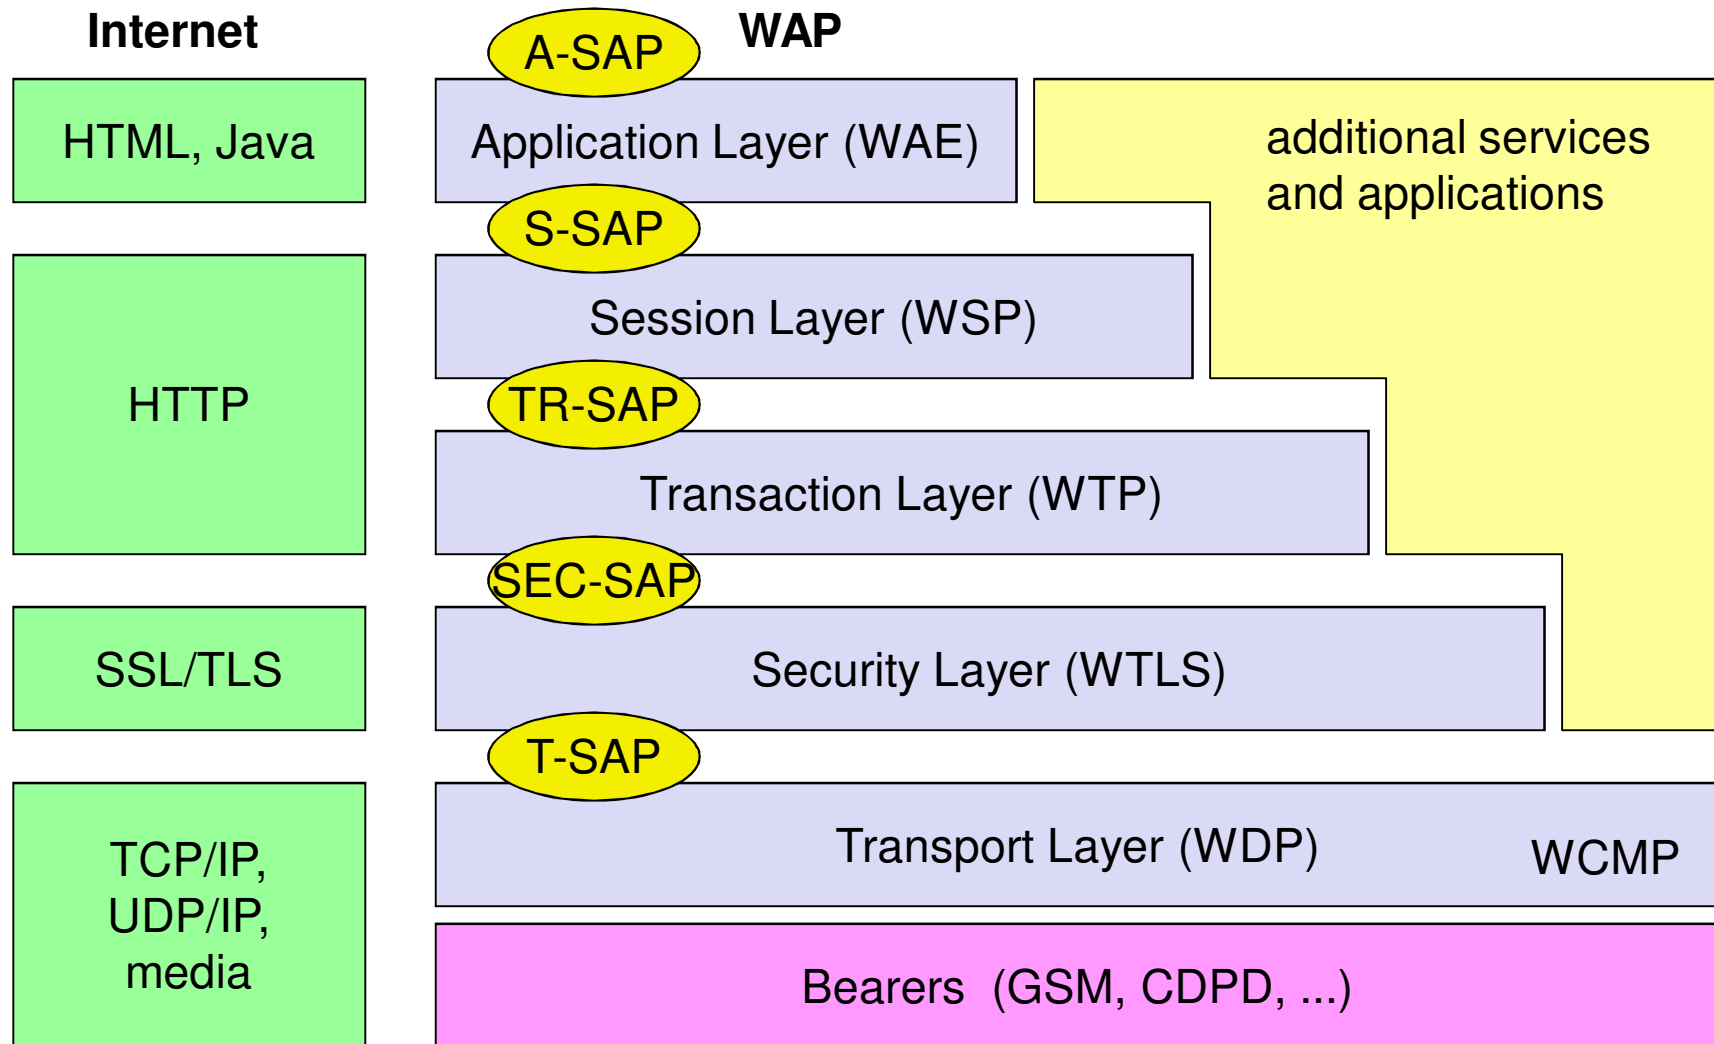 Internet
WAP
A-SAP
HTML, Java
Application Layer (WAE)
additional services
and applications
S-SAP
Session Layer (WSP)
HTTP
TR-SAP
Transaction Layer (WTP)
SEC-SAP
SSL/TLS
Security Layer (WTLS)
T-SAP
TCP/IP,
UDP/IP,
media
Transport Layer (WDP)
WCMP
Bearers (GSM, CDPD, ...)